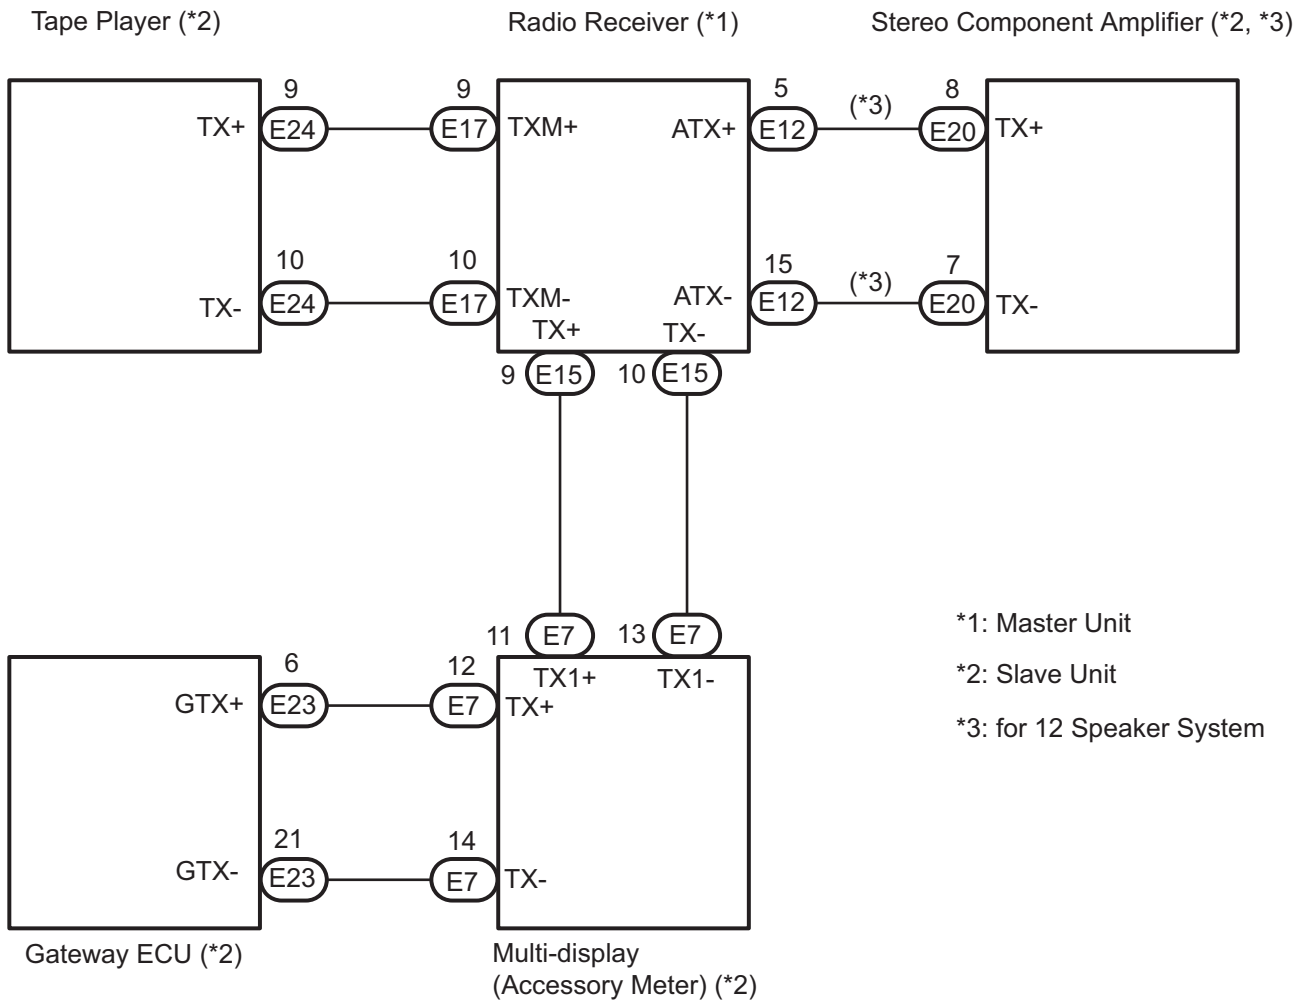 Tape Player (*2)
Radio Receiver (*1)
Stereo Component Amplifier (*2, *3)
9
9
5
(*3)
8
TX+
E24
E17
TXM+
ATX+
E12
E20
TX+
10
10
15
(*3)
7
TX-
E24
E17
TXM-
ATX-
E12
E20
TX-
TX+
TX-
9
E15
10
E15
11
E7
13
E7
TX1+
TX1-
6
12
GTX+
E23
E7
TX+
21
14
GTX-
E23
E7
TX-
Gateway ECU (*2)
Multi-display
(Accessory Meter) (*2)
*1: Master Unit
*2: Slave Unit
*3: for 12 Speaker System